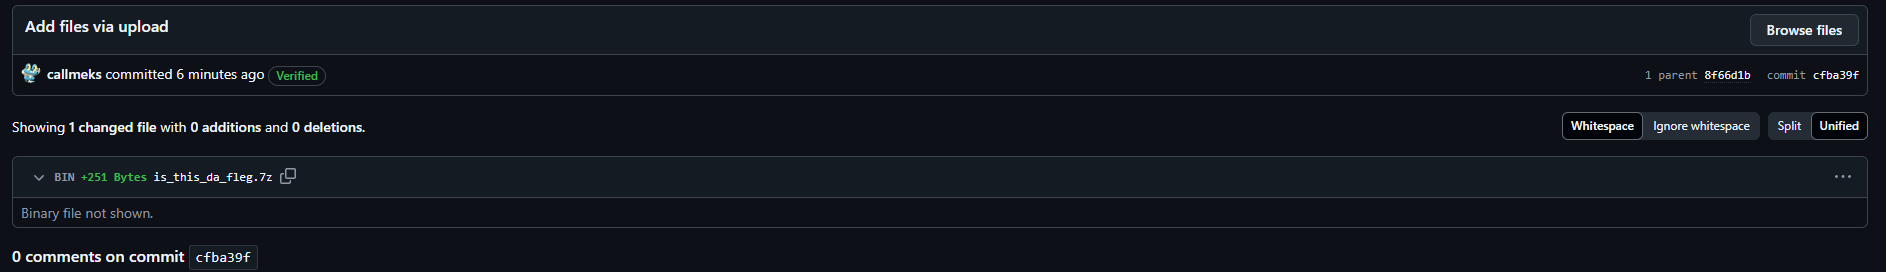 Add files via upload
Browse files
callmeks committed 6 minutes ago Verified
1 parent 8f66d1b commit cfba39f
Showing 1 changed file with 0 additions and 0 deletions.
Whitespace Ignore whitespace Split Unified
BIN +251 Bytes is_this_da_fleg.7z
Binary file not shown.
0 comments on commit cfba39f